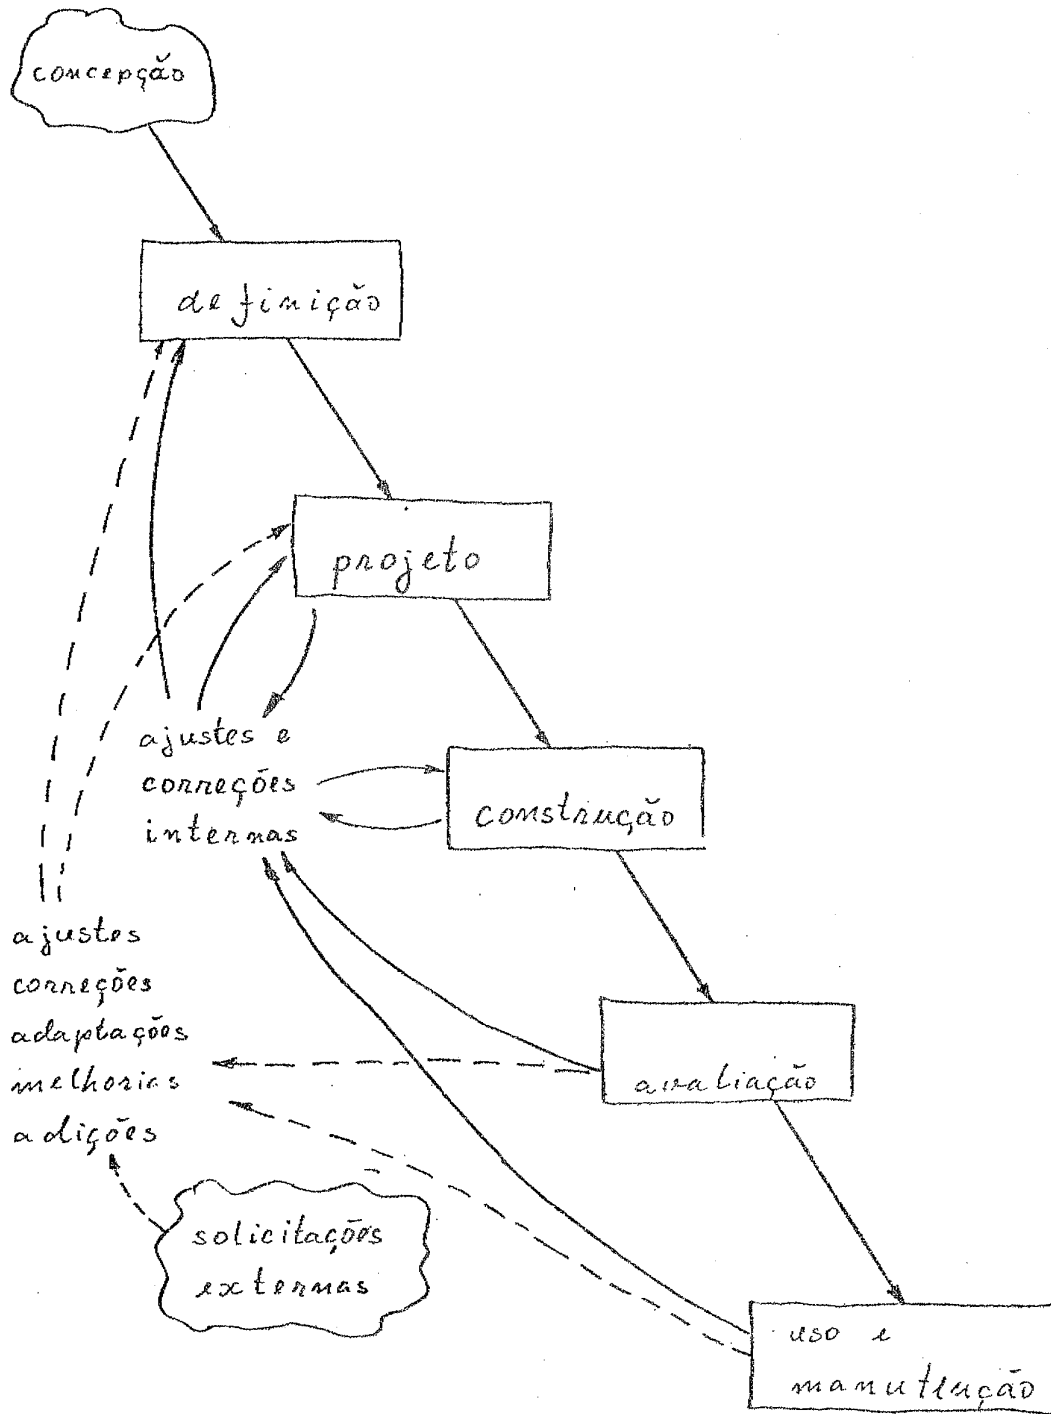 concepção
definição
projeto
ajustes e
correções
internas
construção
ajustes
correções
adaptações
melhorias
adições
avaliação
solicitações
externas
uso e
manutenção